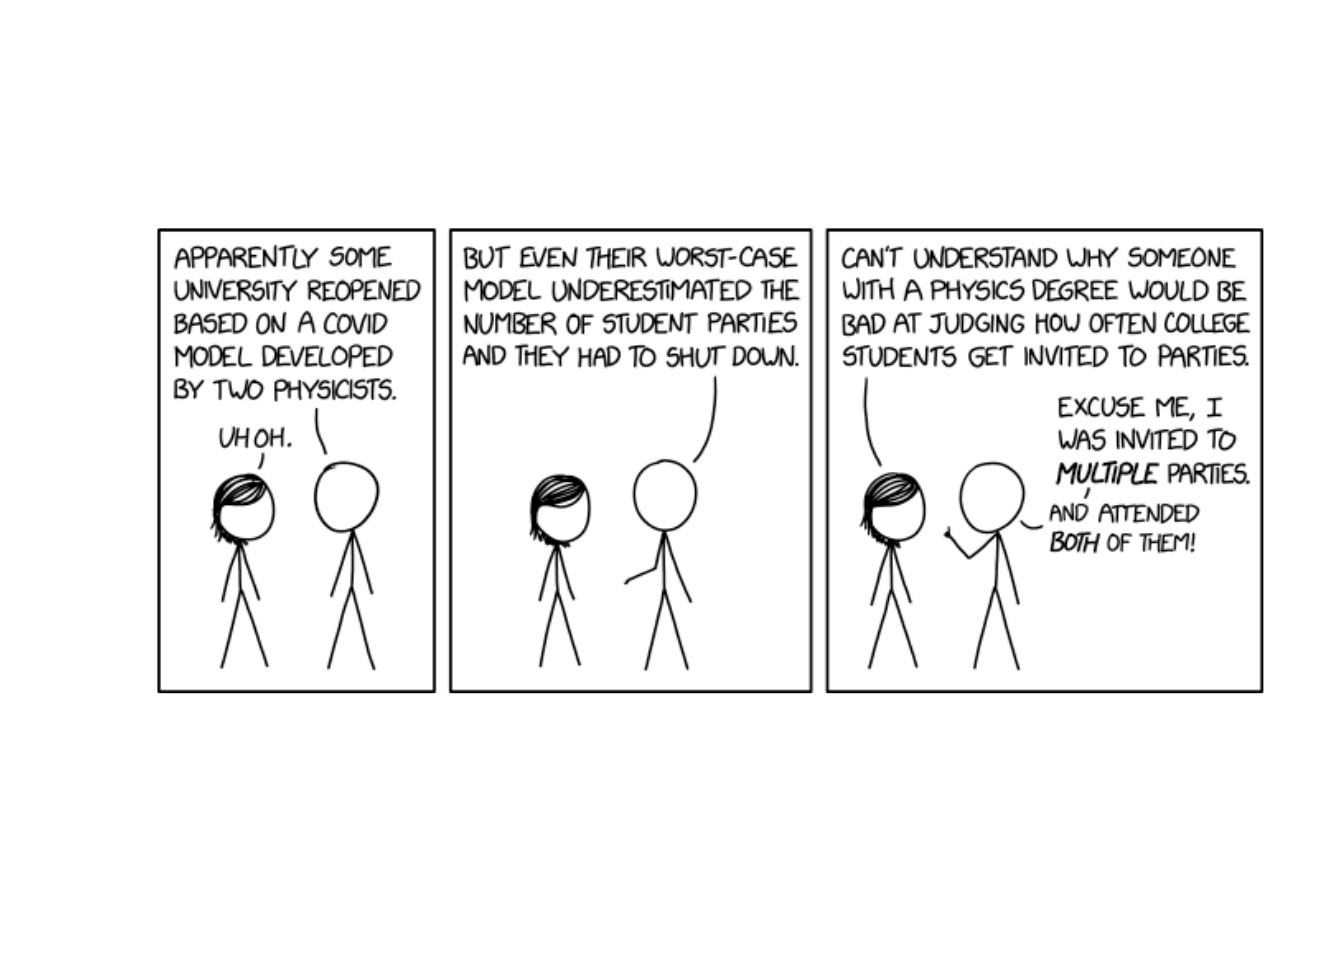 APPARENTLY SOME
UNIVERSITY REOPENED
BASED ON A COVID
MODEL DEVELOPED
BY TWO PHYSICISTS.
UH OH.
BUT EVEN THEIR WORST-CASE
MODEL UNDERESTIMATED THE
NUMBER OF STUDENT PARTIES
AND THEY HAD TO SHUT DOWN.
CAN'T UNDERSTAND WHY SOMEONE
WITH A PHYSICS DEGREE WOULD BE
BAD AT JUDGING HOW OFTEN COLLEGE
STUDENTS GET INVITED TO PARTIES.
EXCUSE ME, I
WAS INVITED TO
MULTIPLE PARTIES.
AND ATTENDED
BOTH OF THEM!